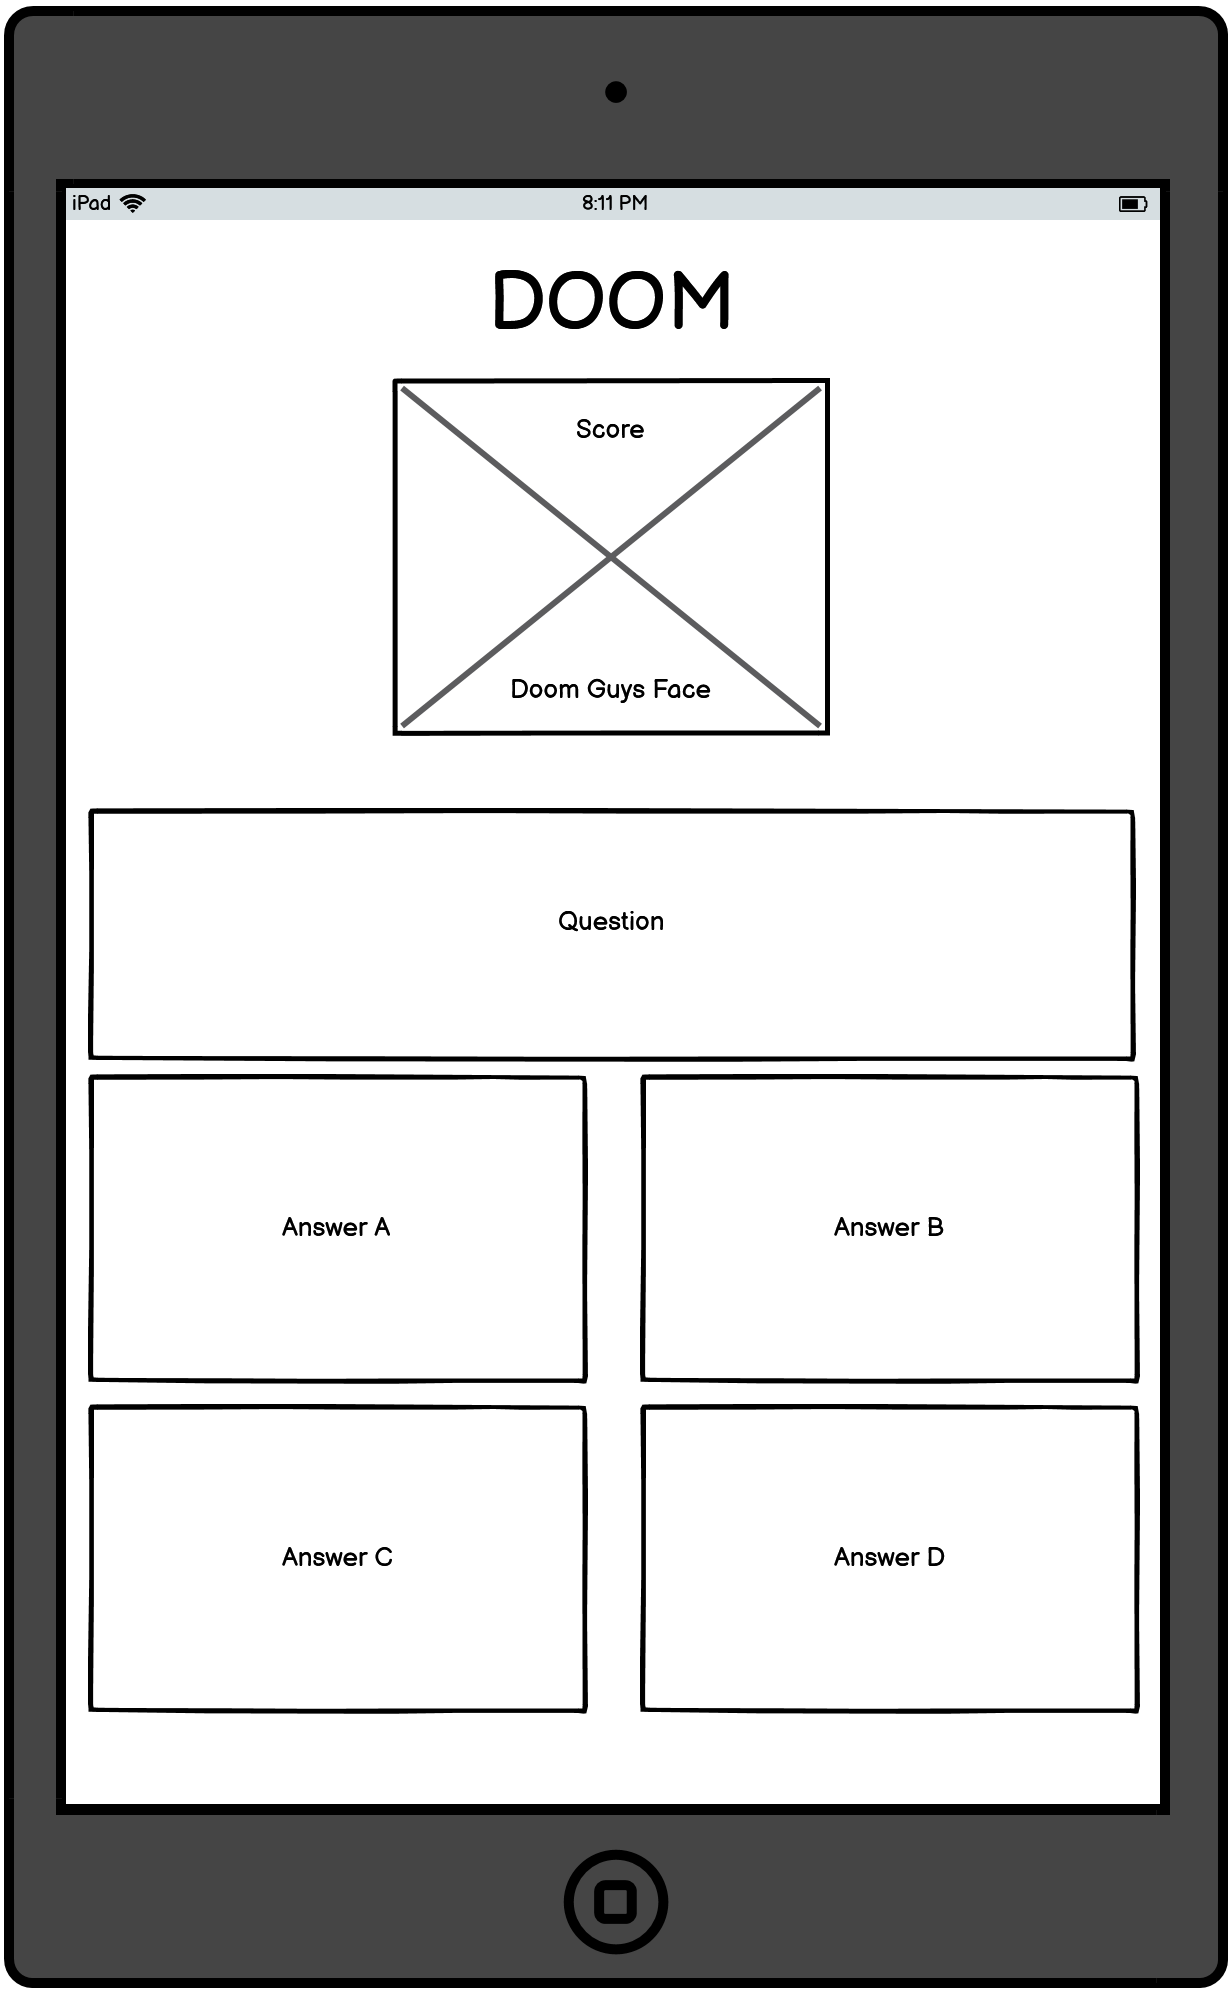 iPad 8:11 PM
DOOM
Score
Doom Guys Face
Question
Answer A
Answer B
Answer C
Answer D